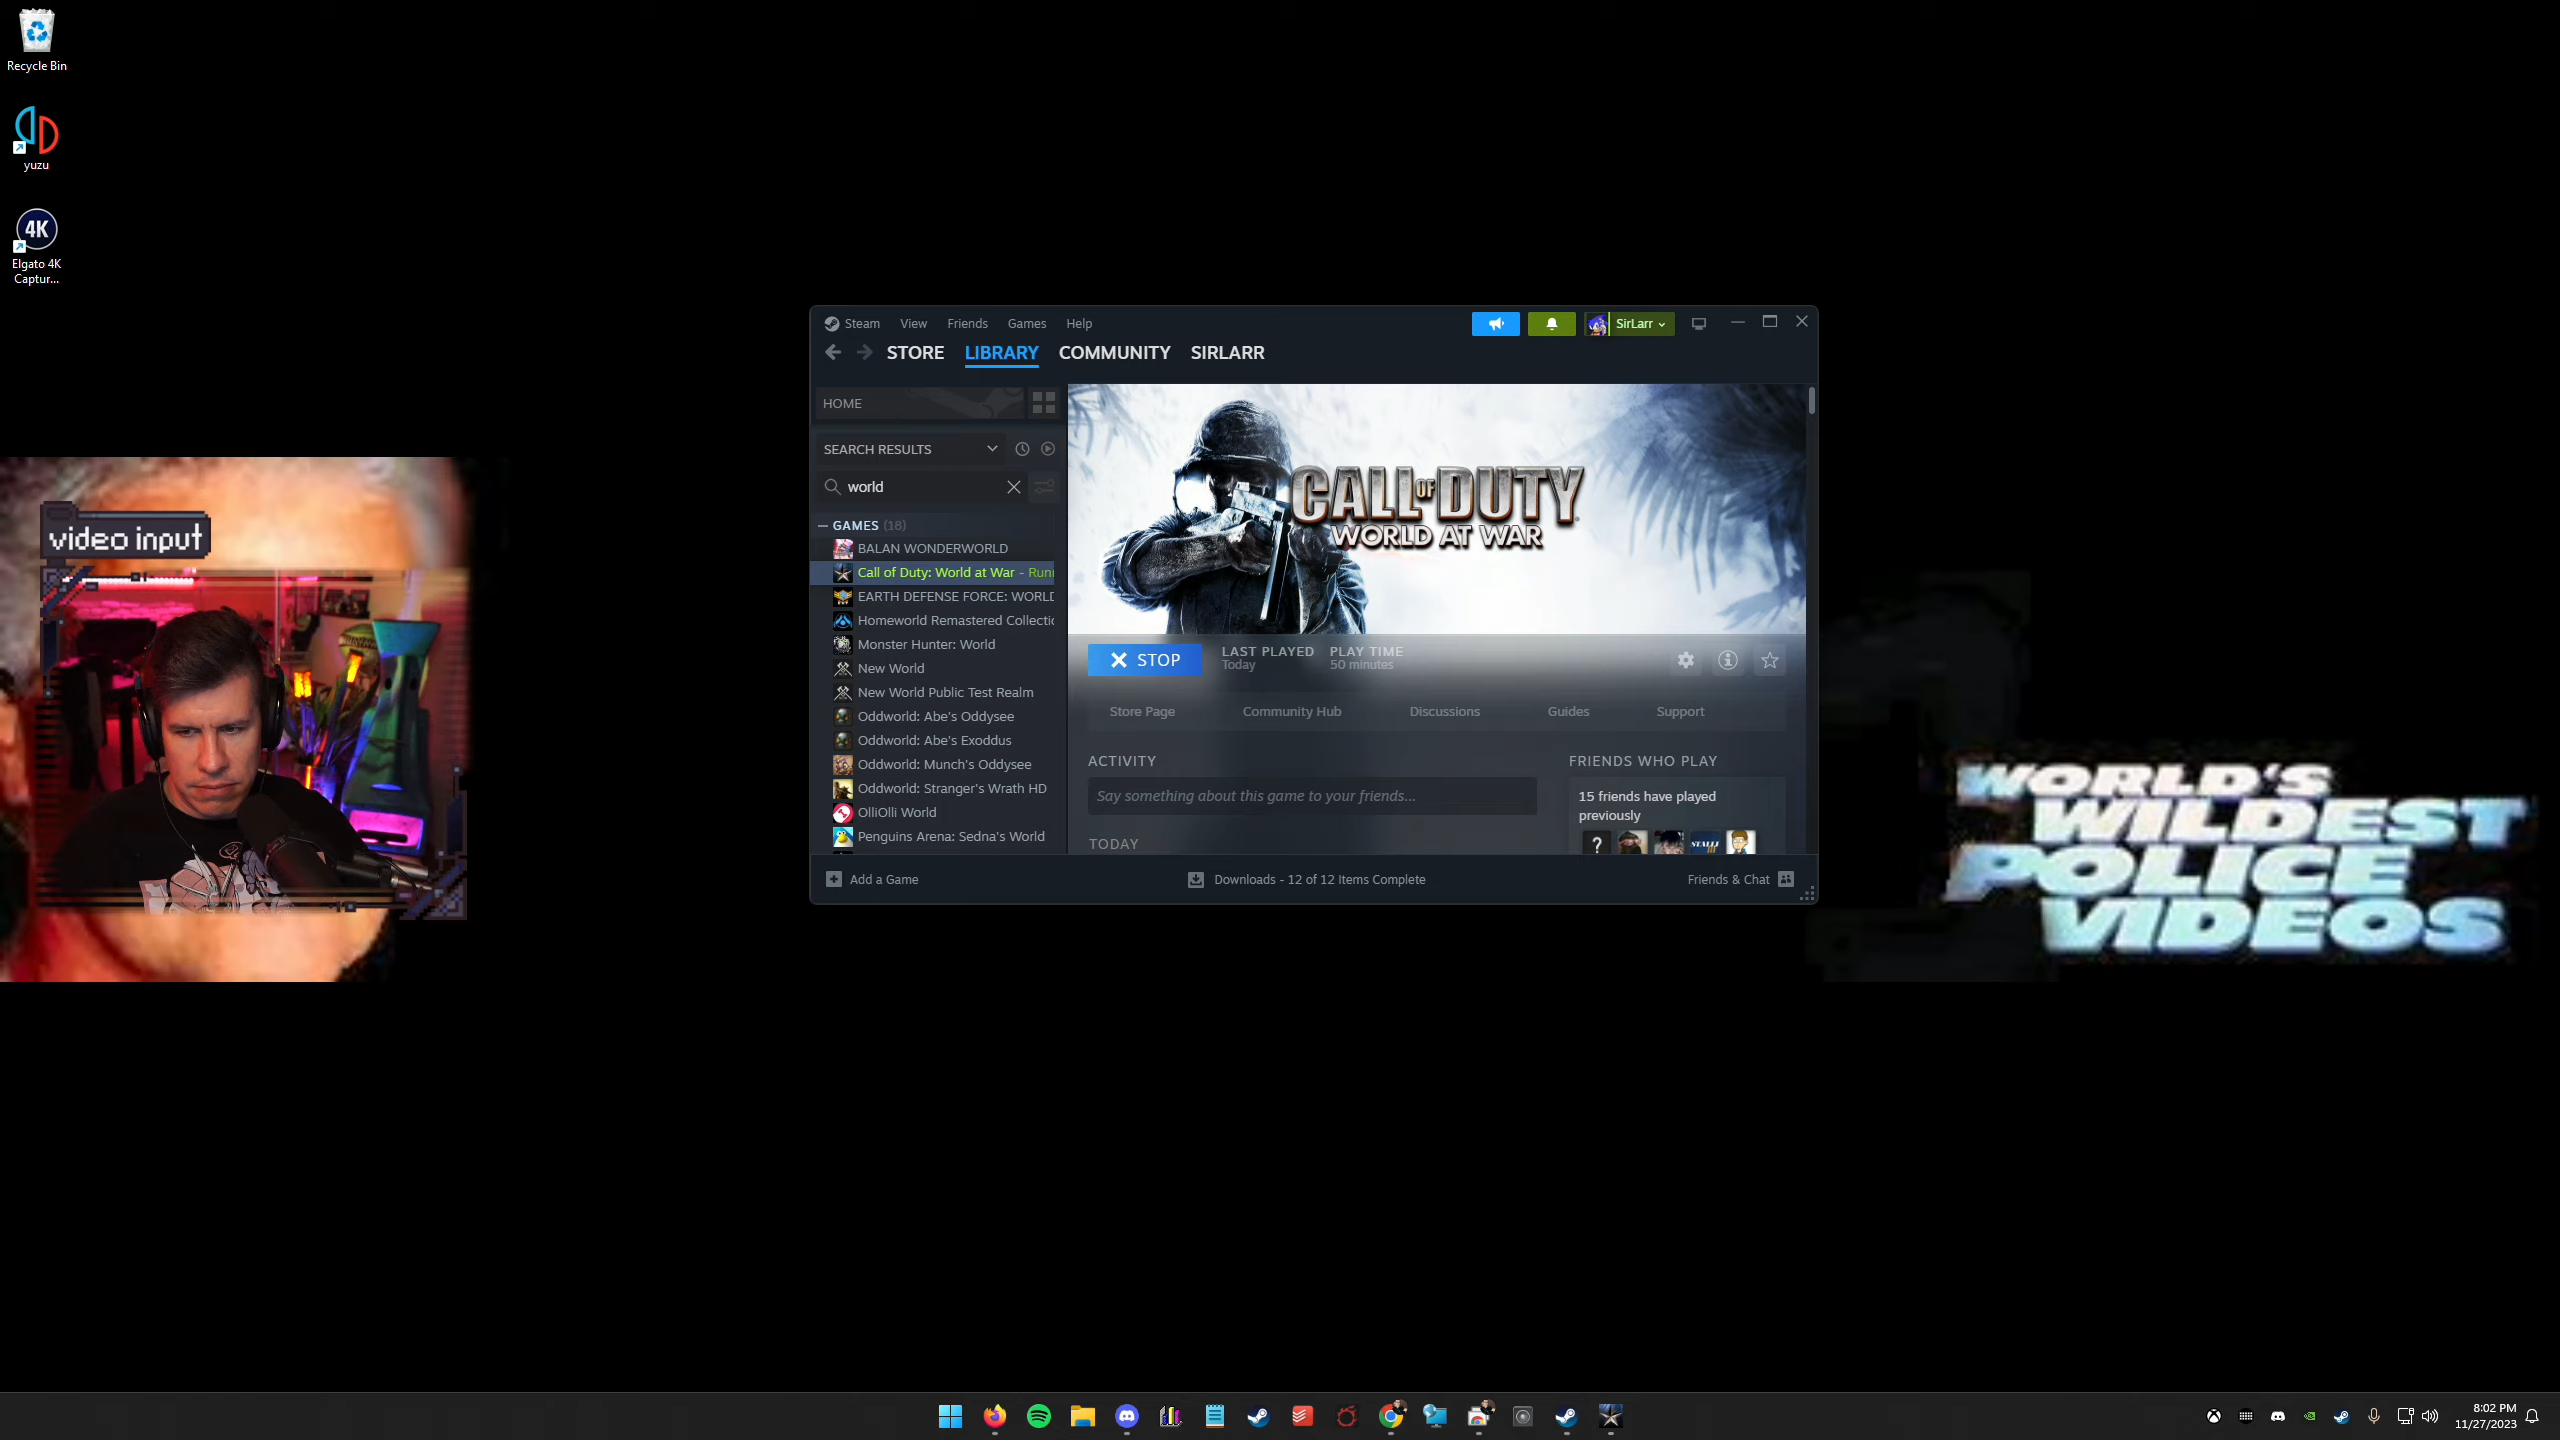 Recycle Bin
yuzu
4K
Elgato 4K
Captur...
video input
Steam View Friends Games Help
SirLarr
STORE LIBRARY COMMUNITY SIRLARR
HOME
SEARCH RESULTS
world
GAMES (18)
BALAN WONDERWORLD
Call of Duty: World at War - Runi
EARTH DEFENSE FORCE: WORLD
Homeworld Remastered Collectic
Monster Hunter: World
New World
New World Public Test Realm
Oddworld: Abe's Oddysee
Oddworld: Abe's Exoddus
Oddworld: Munch's Oddysee
Oddworld: Stranger's Wrath HD
OlliOlli World
Penguins Arena: Sedna's World
CALL OF DUTY
WORLD AT WAR
STOP
LAST PLAYED
Today
PLAY TIME
50 minutes
Store Page Community Hub Discussions Guides Support
ACTIVITY
Say something about this game to your friends...
TODAY
FRIENDS WHO PLAY
15 friends have played
previously
?
Add a Game
Downloads - 12 of 12 Items Complete
Friends & Chat
WORLD'S
WILDEST
POLICE
VIDEOS
8:02 PM
11/27/2023